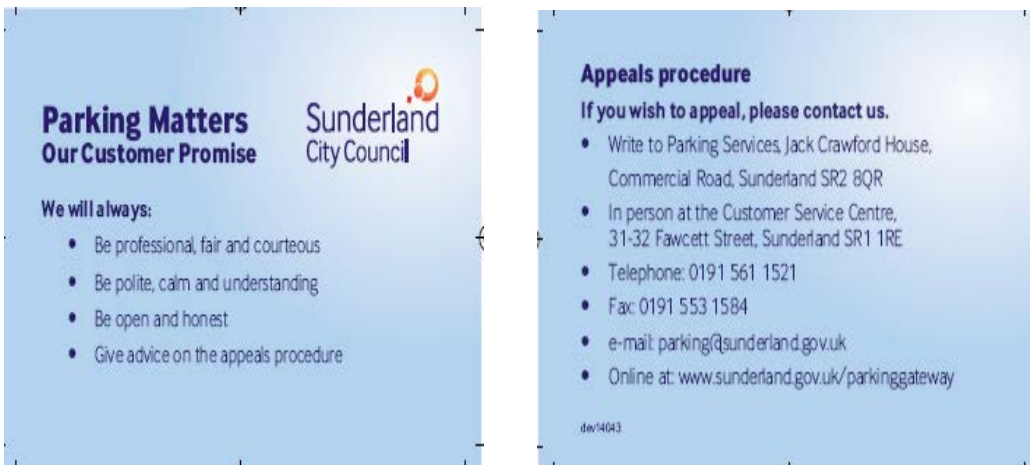 Parking Matters
Our Customer Promise
Sunderland
City Council
We will always:
• Be professional, fair and courteous
• Be polite, calm and understanding
• Be open and honest
• Give advice on the appeals procedure
Appeals procedure
If you wish to appeal, please contact us.
• Write to Parking Services, Jack Crawford House,
Commercial Road, Sunderland SR2 8QR
• In person at the Customer Service Centre,
31-32 Fawcett Street, Sunderland SR1 1RE
• Telephone: 0191 561 1521
• Fax: 0191 553 1584
• e-mail: parking@sunderland.gov.uk
• Online at: www.sunderland.gov.uk/parkinggateway
dev14043